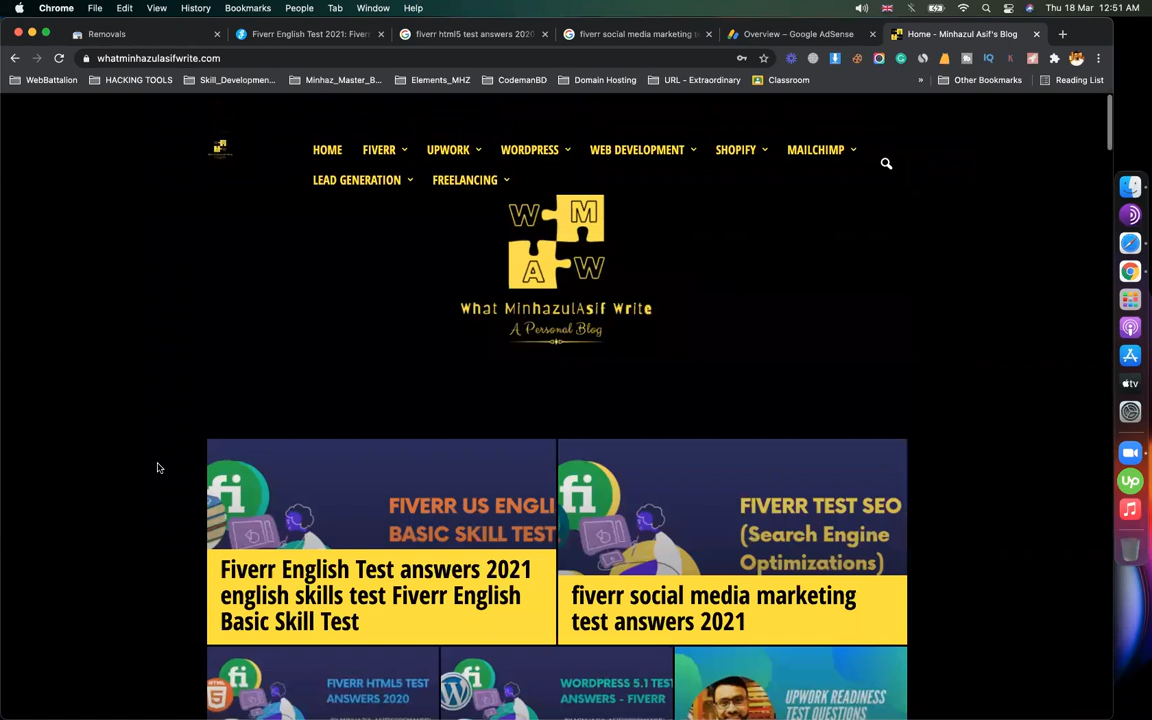 Chrome File Edit View History Bookmarks People Tab Window Help Thu 18 Mar 12:51 AM
Removals Fiverr English Test 2021: Fiverr fiverr html5 test answers 2020 fiverr social media marketing t Overview – Google AdSense Home - Minhazul Asif's Blog
whatminhazulasifwrite.com
WebBattalion HACKING TOOLS Skill_Developmen... Minhaz_Master_B... Elements_MHZ CodemanBD Domain Hosting URL - Extraordinary Classroom » Other Bookmarks Reading List
HOME FIVERR UPWORK WORDPRESS WEB DEVELOPMENT SHOPIFY MAILCHIMP
LEAD GENERATION FREELANCING
W M
A W
What MinhazulAsif Write
A Personal Blog
fi FIVERR US ENGLI
BASIC SKILL TEST
Fiverr English Test answers 2021
english skills test Fiverr English
Basic Skill Test
fi FIVERR TEST SEO
(Search Engine
Optimizations)
fiverr social media marketing
test answers 2021
fi FIVERR HTML5 TEST
ANSWERS 2020
fi WORDPRESS 5.1 TEST
ANSWERS - FIVERR
UPWORK READINESS
TEST QUESTIONS
tv
Up